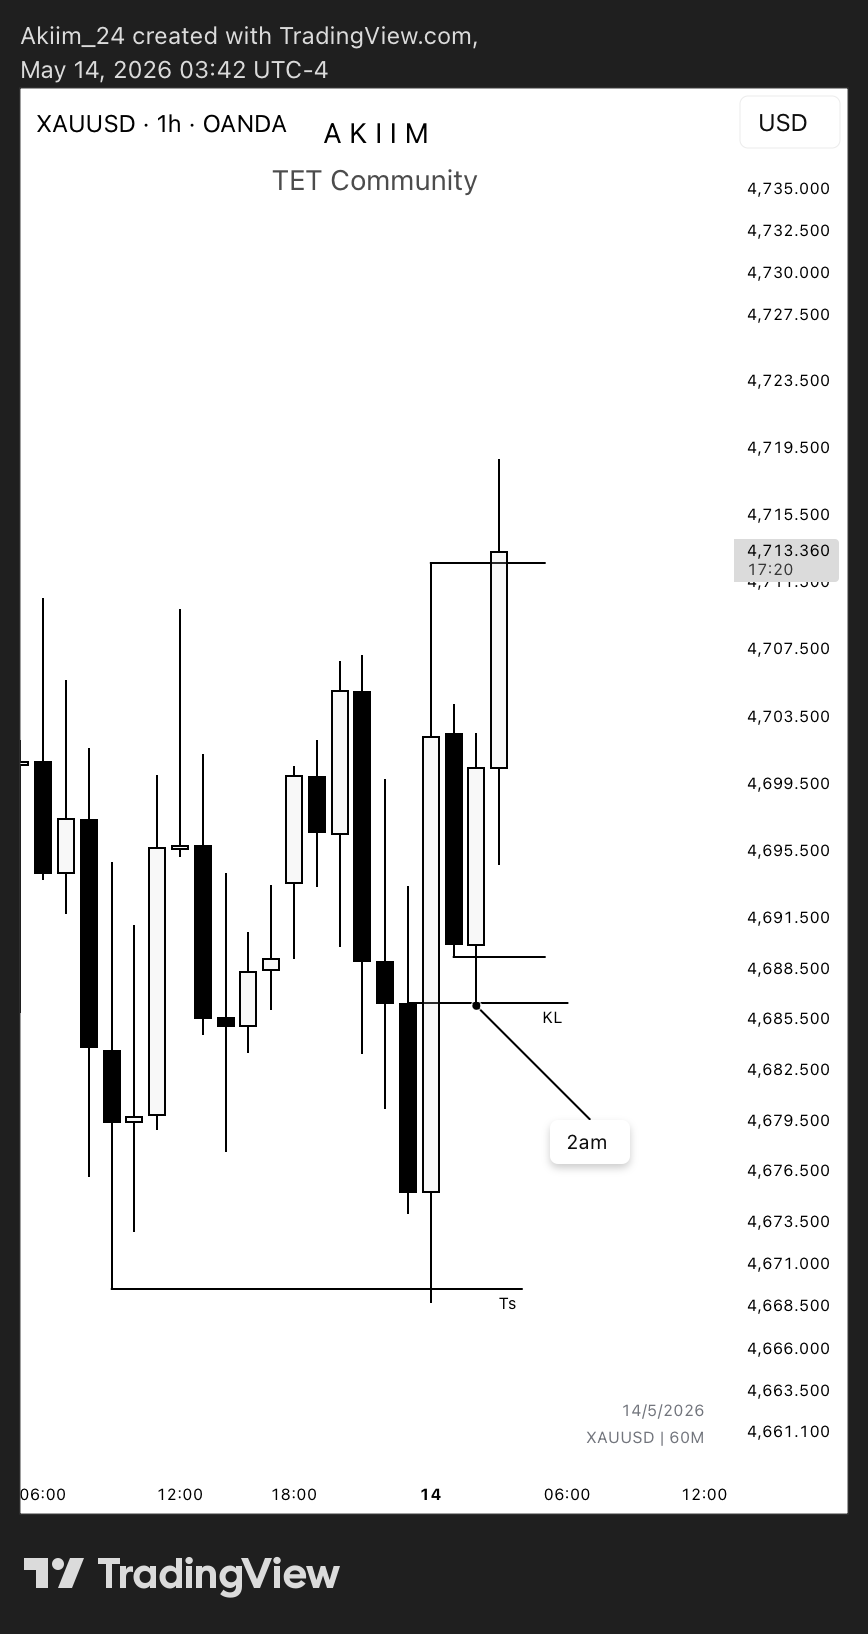 Akiim_24 created with TradingView.com,
May 14, 2026 03:42 UTC-4
XAUUSD · 1h · OANDA
A K I I M
USD
TET Community
4,735.000
4,732.500
4,730.000
4,727.500
4,723.500
4,719.500
4,715.500
4,713.360
17:20
4,711.500
4,707.500
4,703.500
4,699.500
4,695.500
4,691.500
4,688.500
4,685.500
KL
4,682.500
4,679.500
2am
4,676.500
4,673.500
4,671.000
4,668.500
Ts
4,666.000
4,663.500
14/5/2026
4,661.100
XAUUSD | 60M
06:00 12:00 18:00 14 06:00 12:00
TradingView